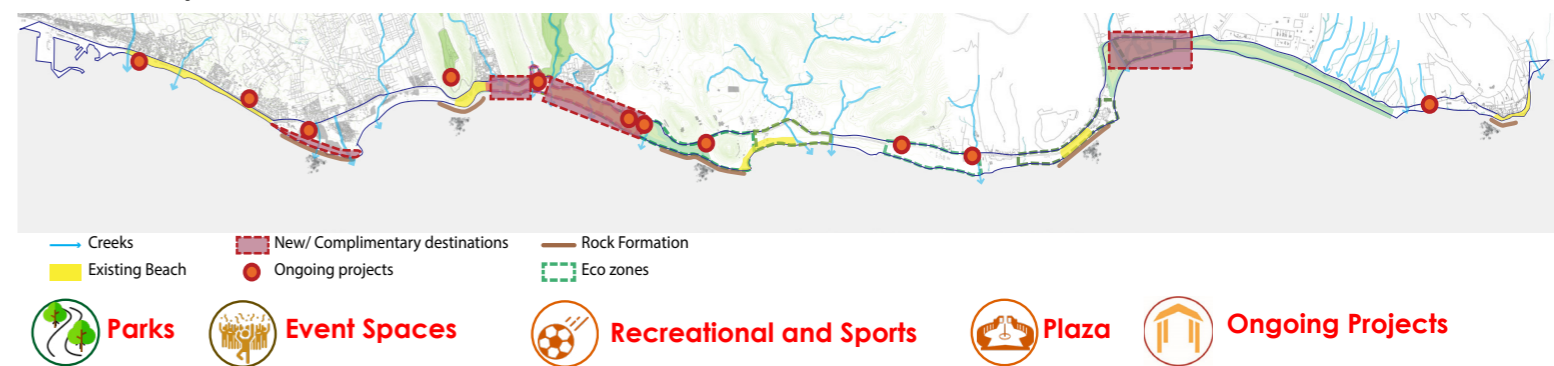 Creeks
New/ Complimentary destinations
Rock Formation
Existing Beach
Ongoing projects
Eco zones
Parks
Event Spaces
Recreational and Sports
Plaza
Ongoing Projects